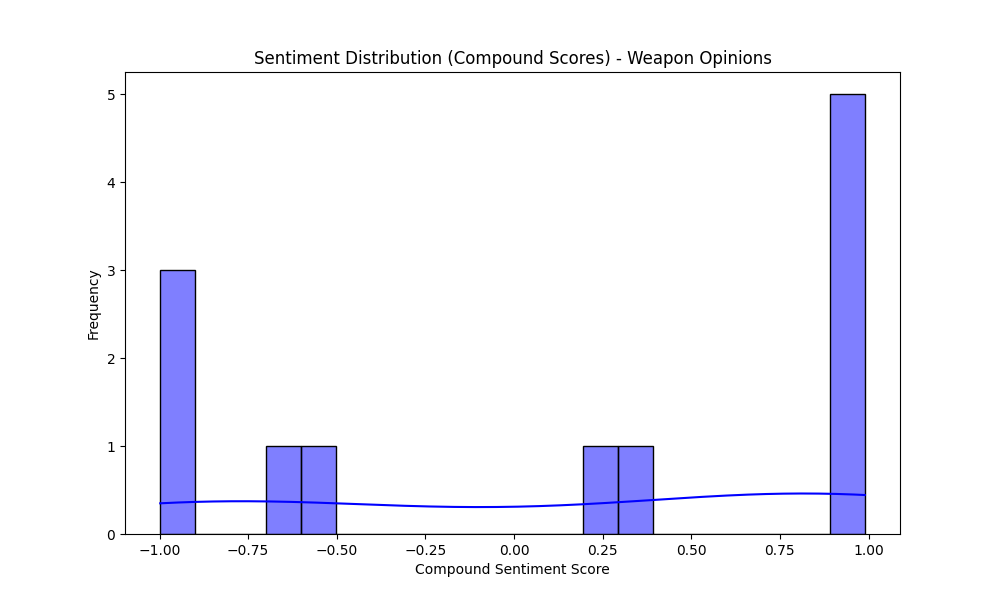 Sentiment Distribution (Compound Scores) - Weapon Opinions
5
4
3
2
1
0
Frequency
−1.00 −0.75 −0.50 −0.25 0.00 0.25 0.50 0.75 1.00
Compound Sentiment Score